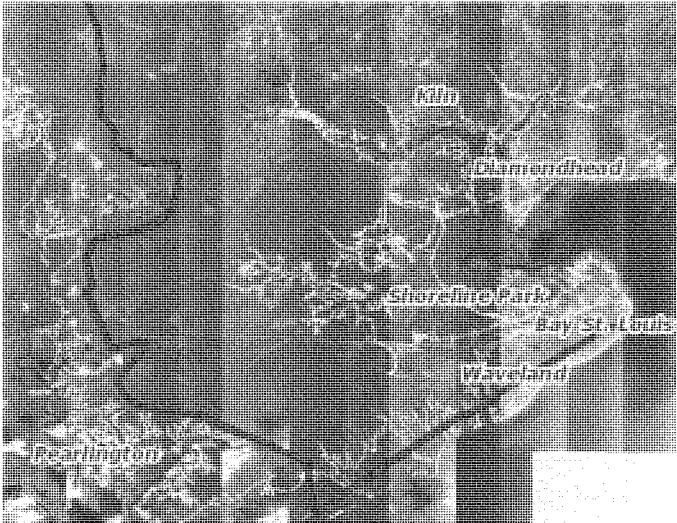 Kiln
Diamondhead
Shoreline Park
Bay St. Louis
Waveland
Pearlington